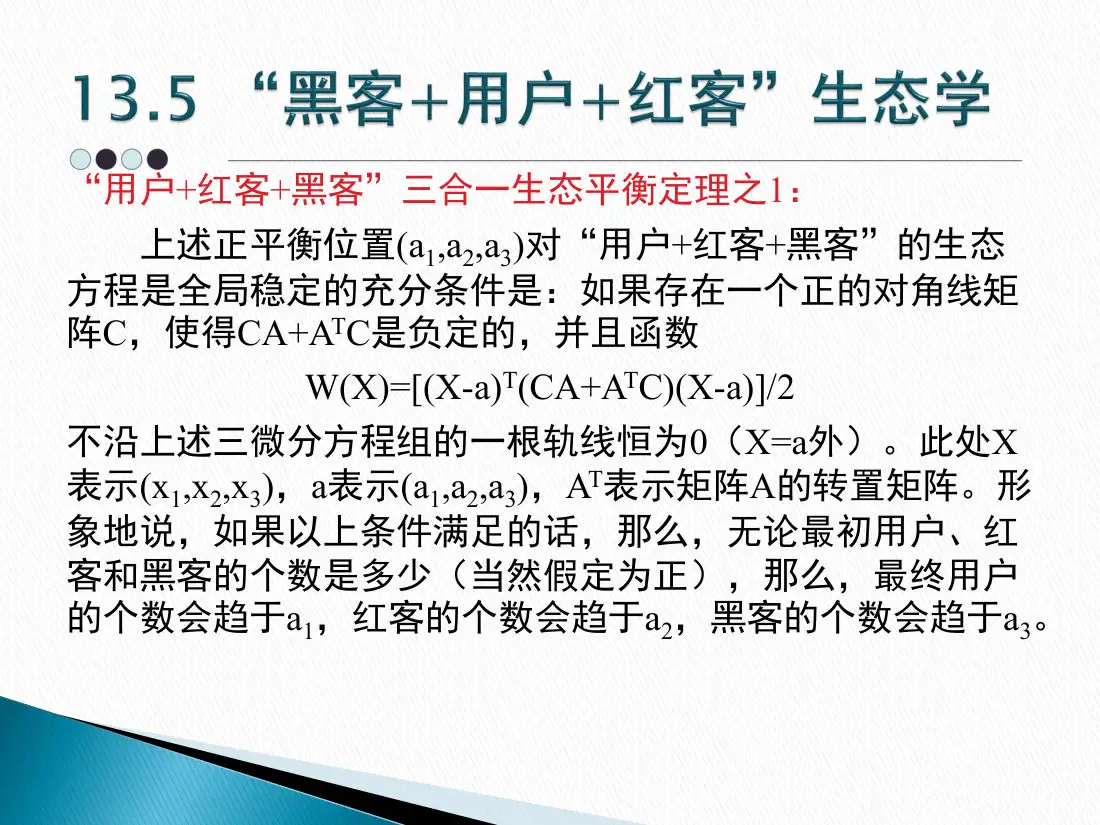 13.5 “黑客+用户+红客”生态学
“用户+红客+黑客”三合一生态平衡定理之1：
上述正平衡位置(a₁,a₂,a₃)对“用户+红客+黑客”的生态
方程是全局稳定的充分条件是：如果存在一个正的对角线矩
阵C，使得CA+AᵀC是负定的，并且函数
W(X)=[(X-a)ᵀ(CA+AᵀC)(X-a)]/2
不沿上述三微分方程组的一根轨线恒为0（X=a外）。此处X
表示(x₁,x₂,x₃)，a表示(a₁,a₂,a₃)，Aᵀ表示矩阵A的转置矩阵。形
象地说，如果以上条件满足的话，那么，无论最初用户、红
客和黑客的个数是多少（当然假定为正），那么，最终用户
的个数会趋于a₁，红客的个数会趋于a₂，黑客的个数会趋于a₃。